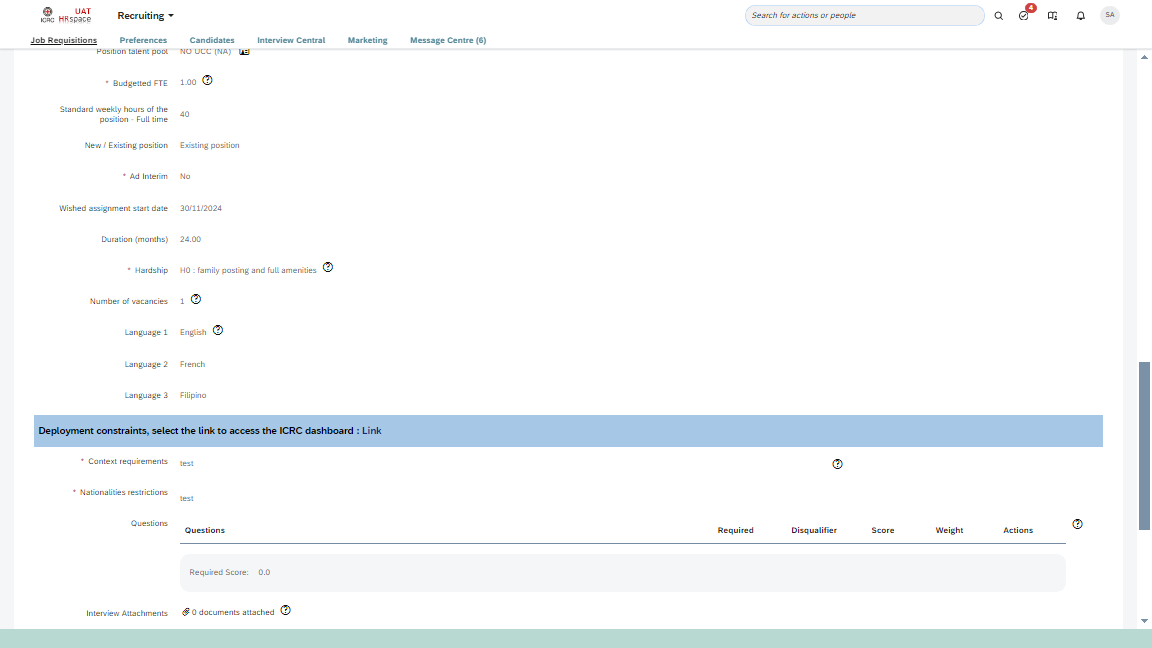 ICRC UAT HRspace Recruiting Search for actions or people 4 SA
Job Requisitions Preferences Candidates Interview Central Marketing Message Centre (6)
Position talent pool NO UCC (NA)
* Budgetted FTE 1.00
Standard weekly hours of the
position - Full time 40
New / Existing position Existing position
* Ad Interim No
Wished assignment start date 30/11/2024
Duration (months) 24.00
* Hardship H0 : family posting and full amenities
Number of vacancies 1
Language 1 English
Language 2 French
Language 3 Filipino
Deployment constraints, select the link to access the ICRC dashboard : Link
* Context requirements test
* Nationalities restrictions test
Questions Questions Required Disqualifier Score Weight Actions
Required Score: 0.0
Interview Attachments 0 documents attached